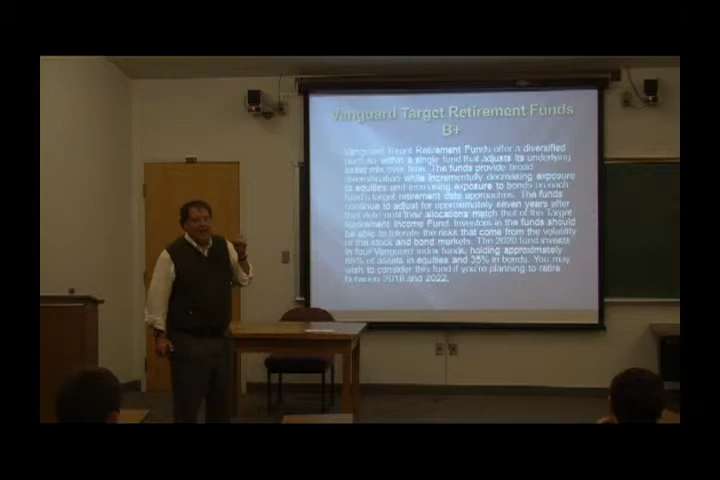 Vanguard Target Retirement Funds
B+
Vanguard Target Retirement Funds offer a diversified
portfolio within a single fund that adjusts its underlying
asset mix over time. The funds provide broad
diversification while incrementally decreasing exposure
to equities and increasing exposure to bonds as each
fund's target retirement date approaches. The funds
continue to adjust for approximately seven years after
that date until their allocations match that of the Target
Retirement Income Fund. Investors in the funds should
be able to tolerate the risks that come from the volatility
of the stock and bond markets. The 2020 fund invests
in four Vanguard index funds, holding approximately
65% of assets in equities and 35% in bonds. You may
wish to consider this fund if you're planning to retire
between 2018 and 2022.